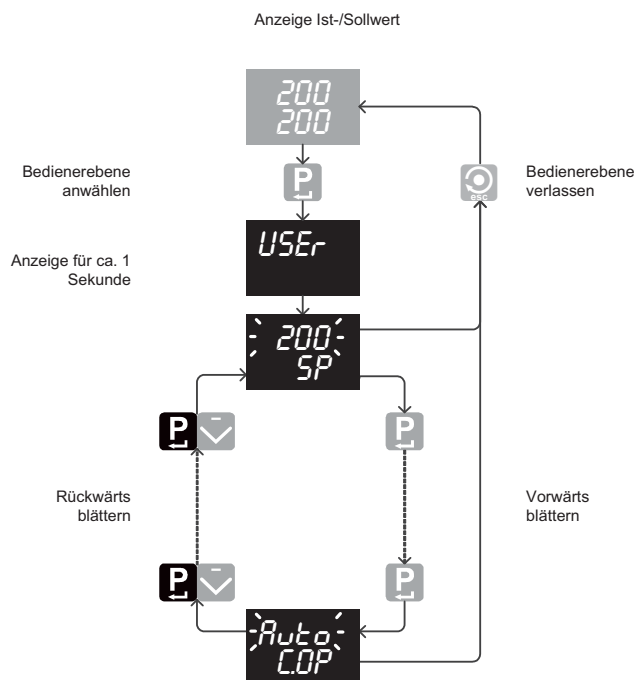 Anzeige Ist-/Sollwert
200
200
Bedienerebene
anwählen
P
esc
Bedienerebene
verlassen
USEr
Anzeige für ca. 1
Sekunde
200
SP
P
P
Rückwärts
blättern
Vorwärts
blättern
P
P
Auto
C.OP